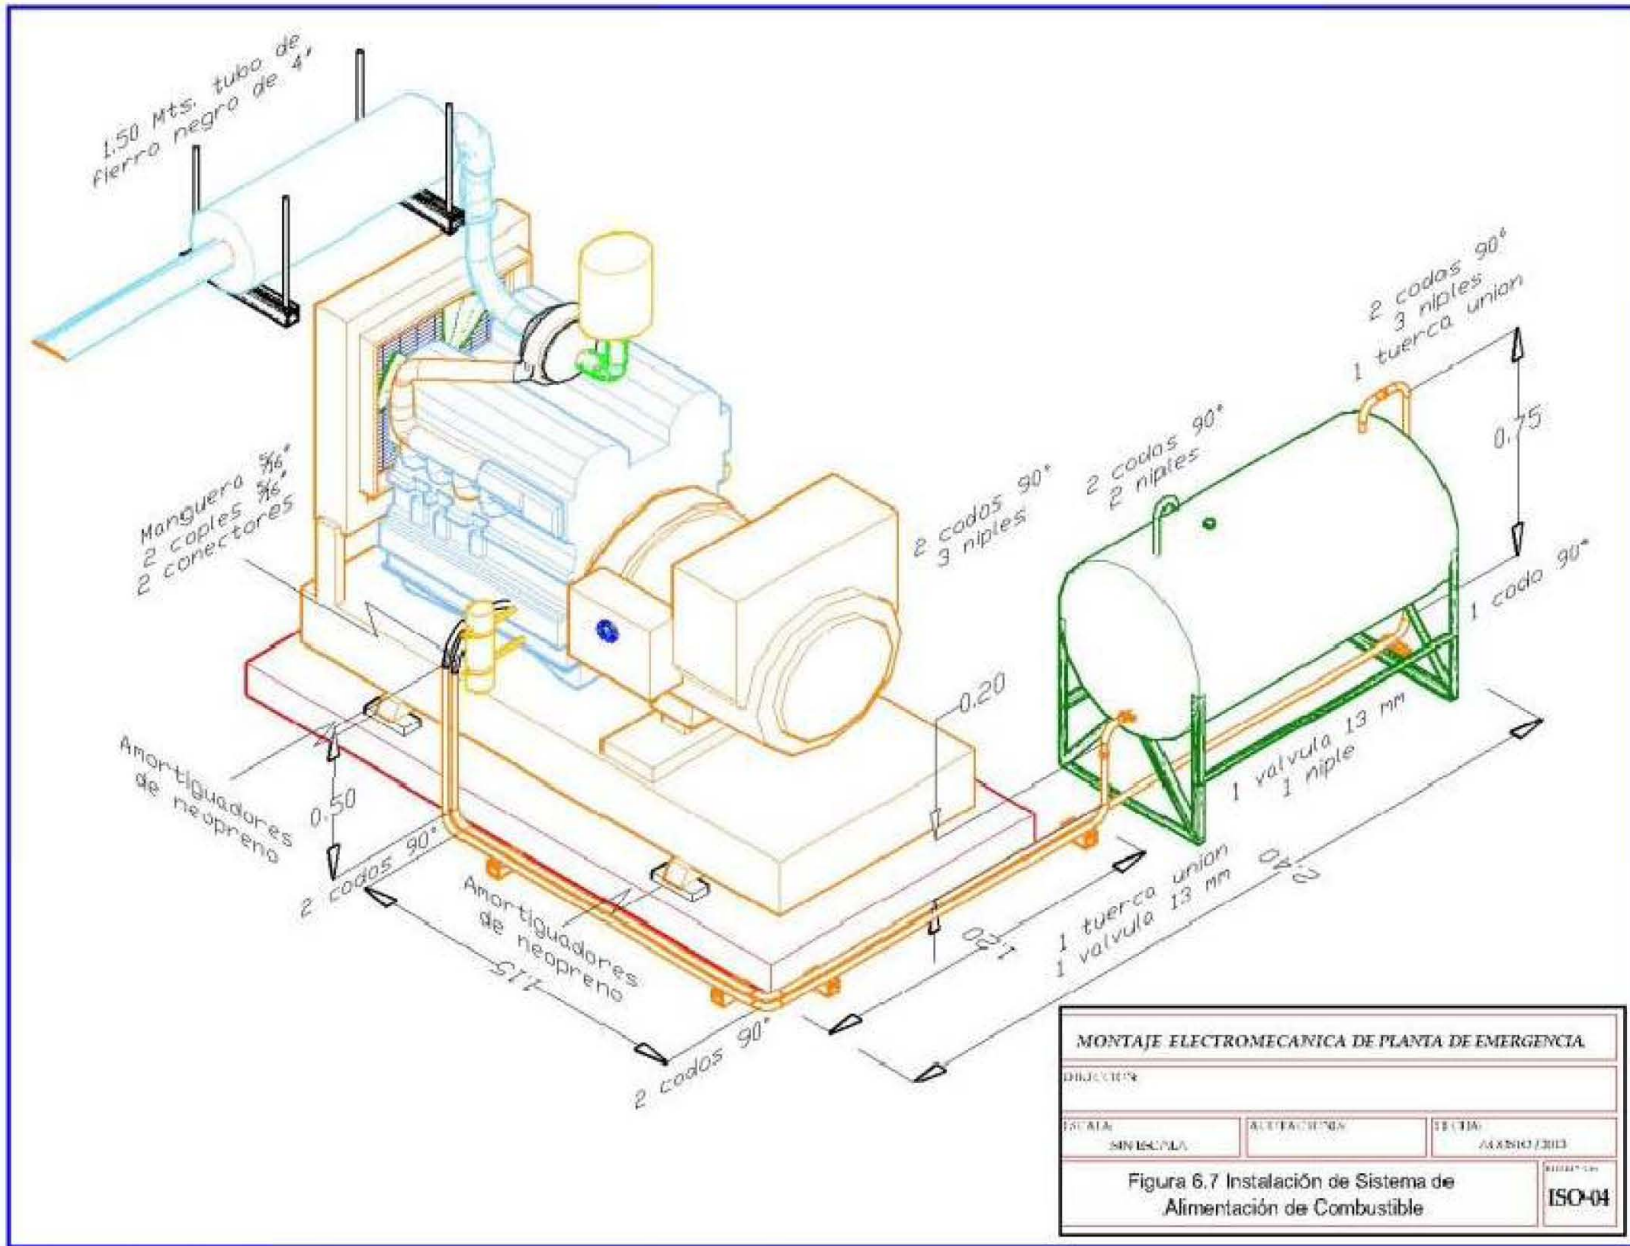 1.50 Mts. tubo de
fierro negro de 4"
2 codos 90°
3 niples
1 tuerca union
0.75
2 codos 90°
2 niples
2 codos 90°
3 niples
Manguera 5/16"
2 coples 5/16"
2 conectores
1 codo 90°
0.20
1 valvula 13 mm
1 niple
Amortiguadores
de neopreno
0.50
2 codos 90°
Amortiguadores
de neopreno
1.15
1 tuerca union
1 valvula 13 mm
2.40
1.20
2 codos 90°
MONTAJE ELECTROMECANICA DE PLANTA DE EMERGENCIA.
ESCALA:
SIN ESCALA
FECHA:
Figura 6.7 Instalación de Sistema de
Alimentación de Combustible
ISO-04